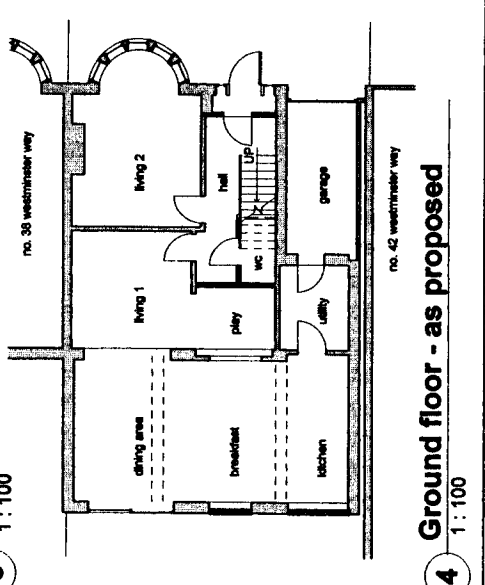 1 : 100
no. 38 westminster way
living 2
hall
UP
living 1
wc
garage
play
utility
dining area
breakfast
kitchen
no. 42 westminster way
4
Ground floor - as proposed
1 : 100